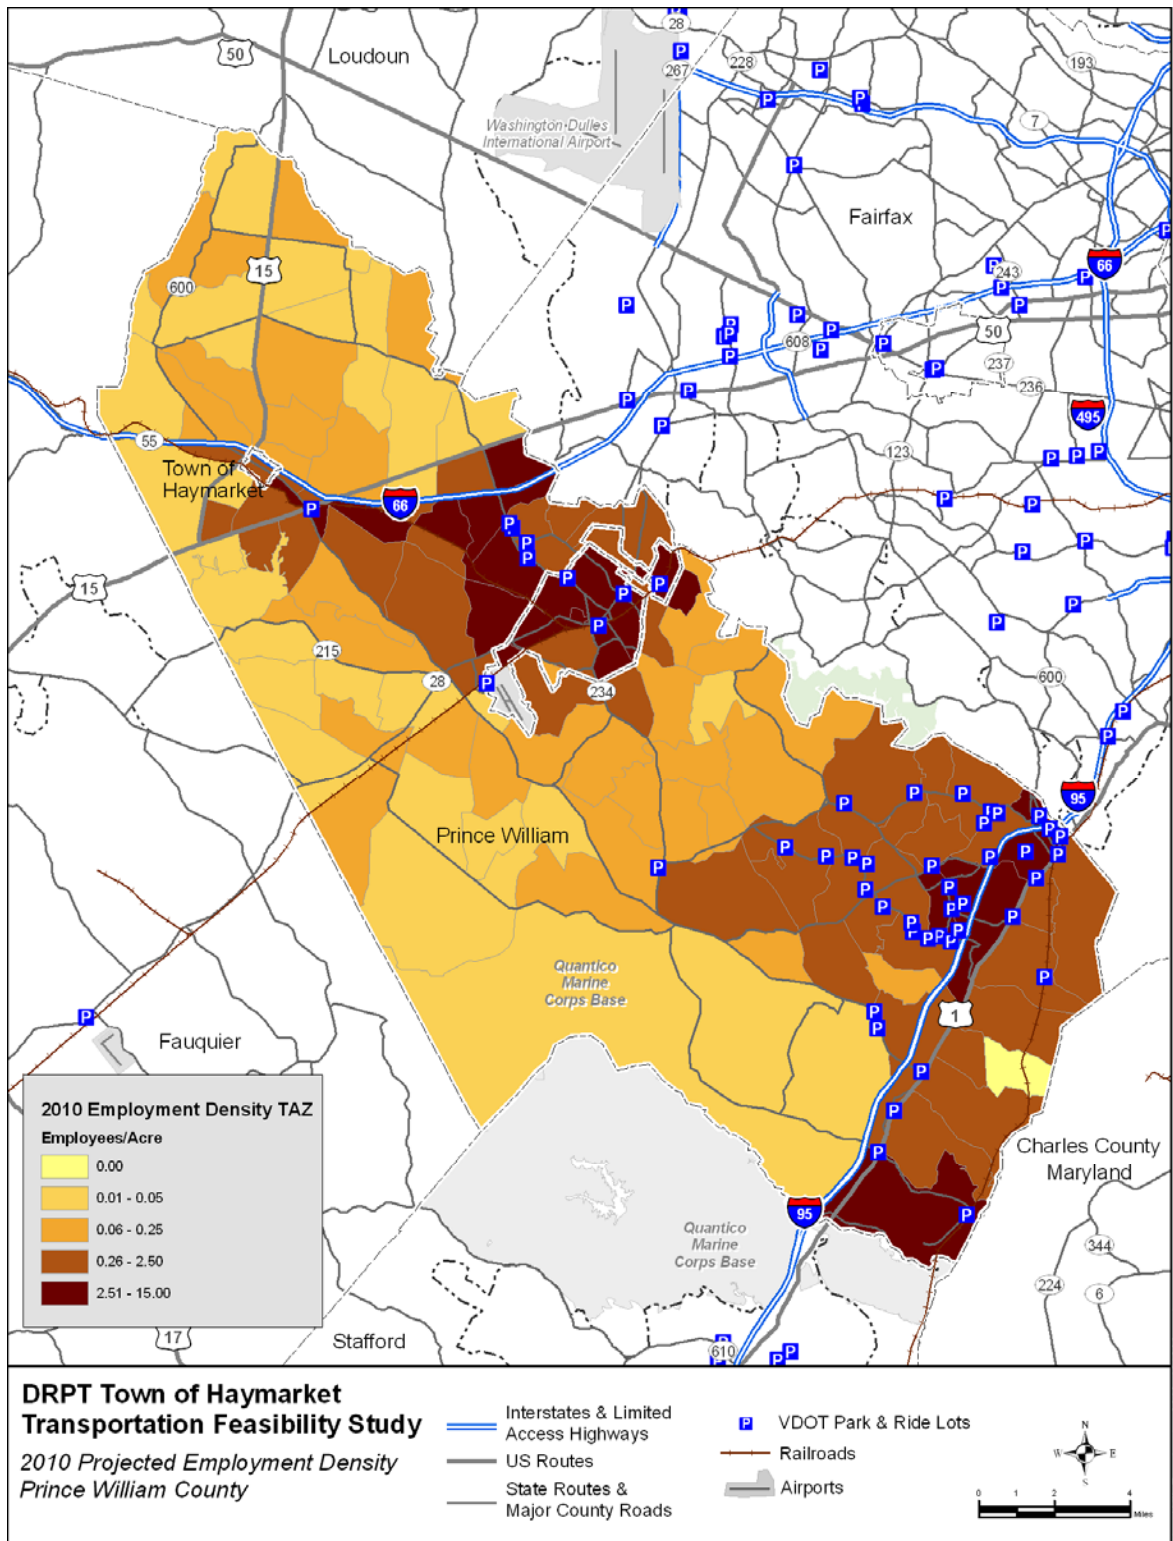 28
50
Loudoun
267
228
193
7
Washington-Dulles
International Airport
P
Fairfax
15
600
243
66
50
608
237
236
495
55
Town of
Haymarket
123
66
15
215
28
234
600
95
Prince William
Quantico
Marine
Corps Base
1
Fauquier
2010 Employment Density TAZ
Employees/Acre
0.00
0.01 - 0.05
0.06 - 0.25
0.26 - 2.50
2.51 - 15.00
Charles County
Maryland
95
Quantico
Marine
Corps Base
344
224
6
17
Stafford
610
DRPT Town of Haymarket
Transportation Feasibility Study
2010 Projected Employment Density
Prince William County
Interstates & Limited
Access Highways
US Routes
State Routes &
Major County Roads
P VDOT Park & Ride Lots
Railroads
Airports
N
W E
S
0 1 2 4
Miles